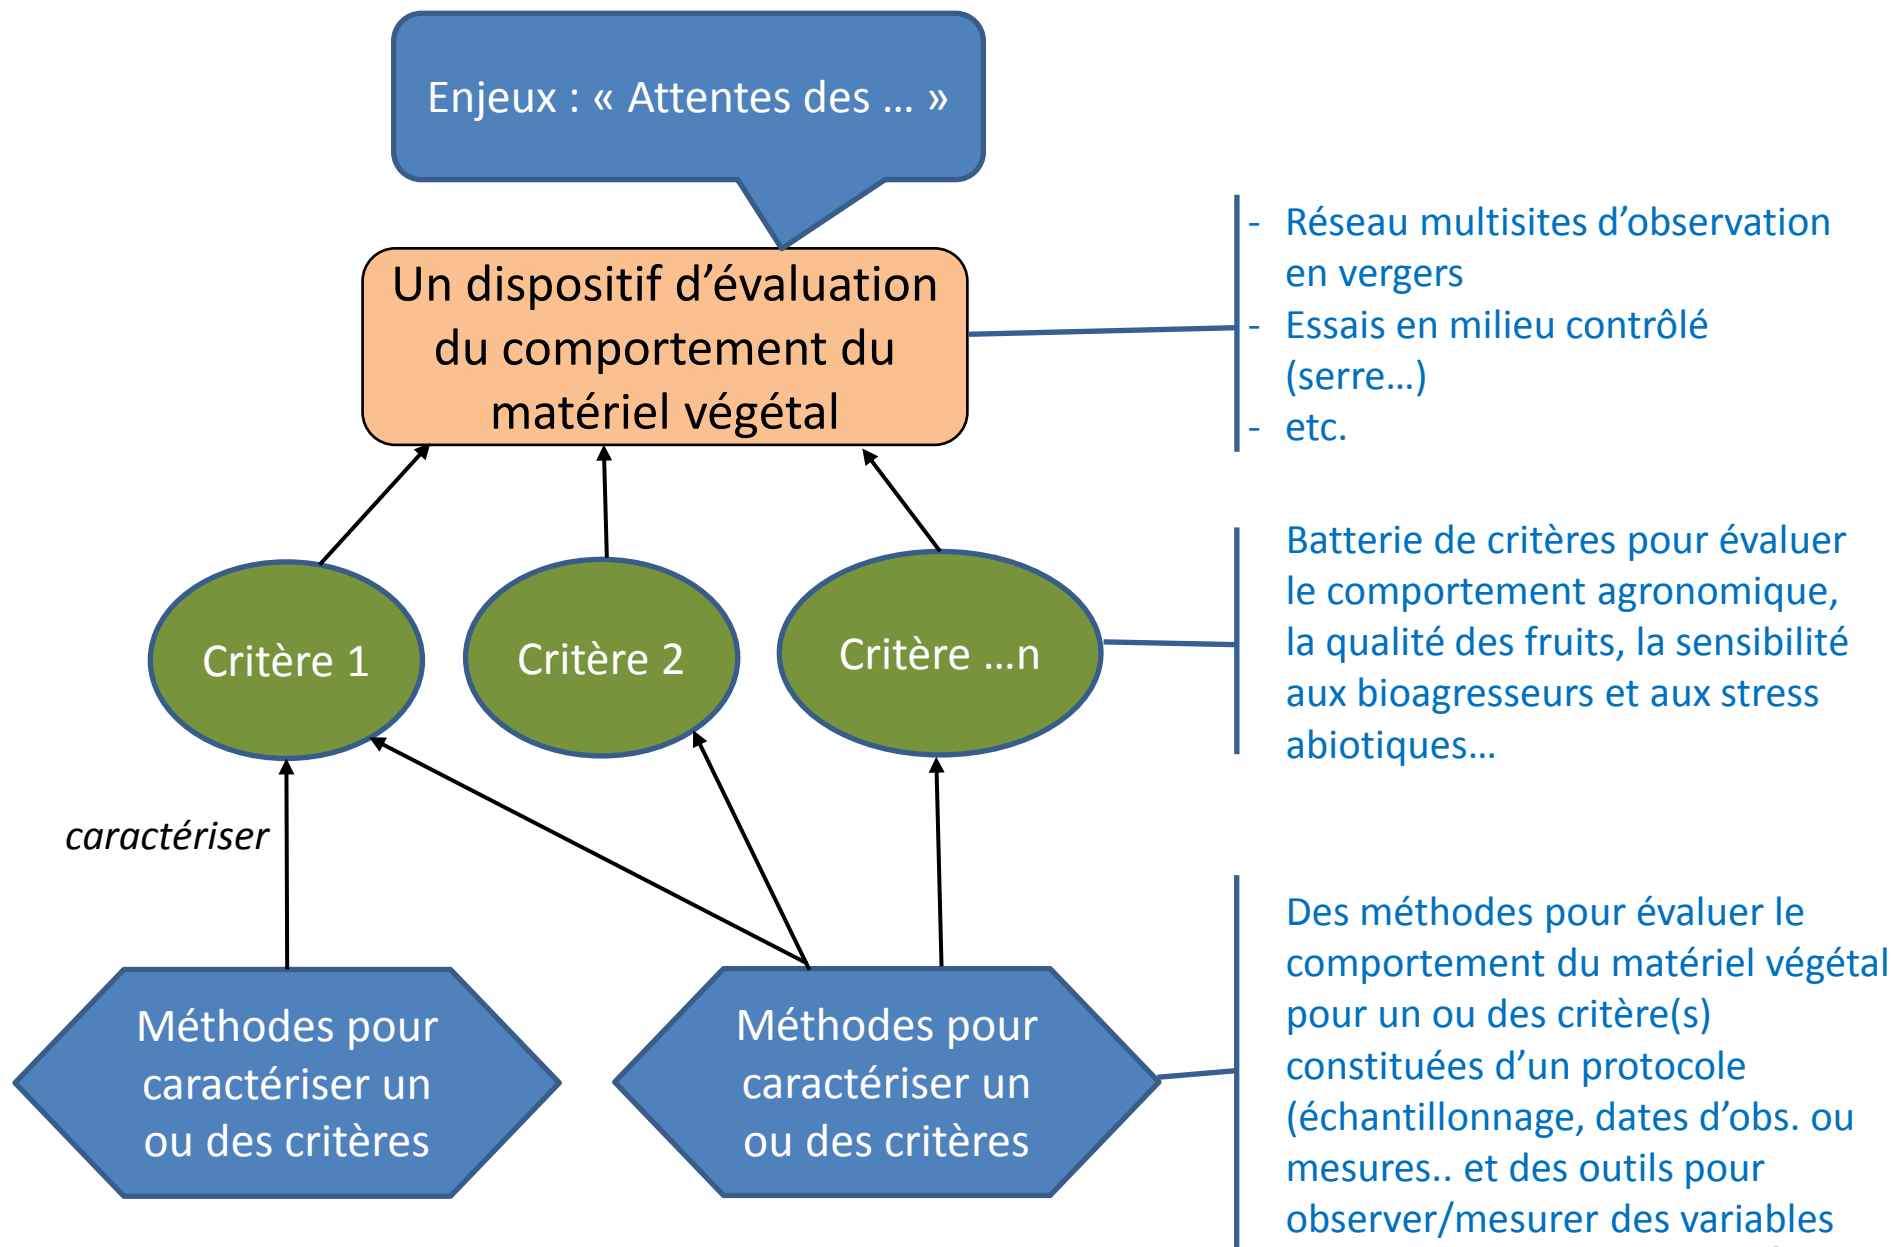 Enjeux : « Attentes des ... »
Un dispositif d’évaluation
du comportement du
matériel végétal
- Réseau multisites d’observation
en vergers
- Essais en milieu contrôlé
(serre…)
- etc.
Critère 1
Critère 2
Critère …n
Batterie de critères pour évaluer
le comportement agronomique,
la qualité des fruits, la sensibilité
aux bioagresseurs et aux stress
abiotiques…
caractériser
Méthodes pour
caractériser un
ou des critères
Méthodes pour
caractériser un
ou des critères
Des méthodes pour évaluer le
comportement du matériel végétal
pour un ou des critère(s)
constituées d’un protocole
(échantillonnage, dates d’obs. ou
mesures.. et des outils pour
observer/mesurer des variables